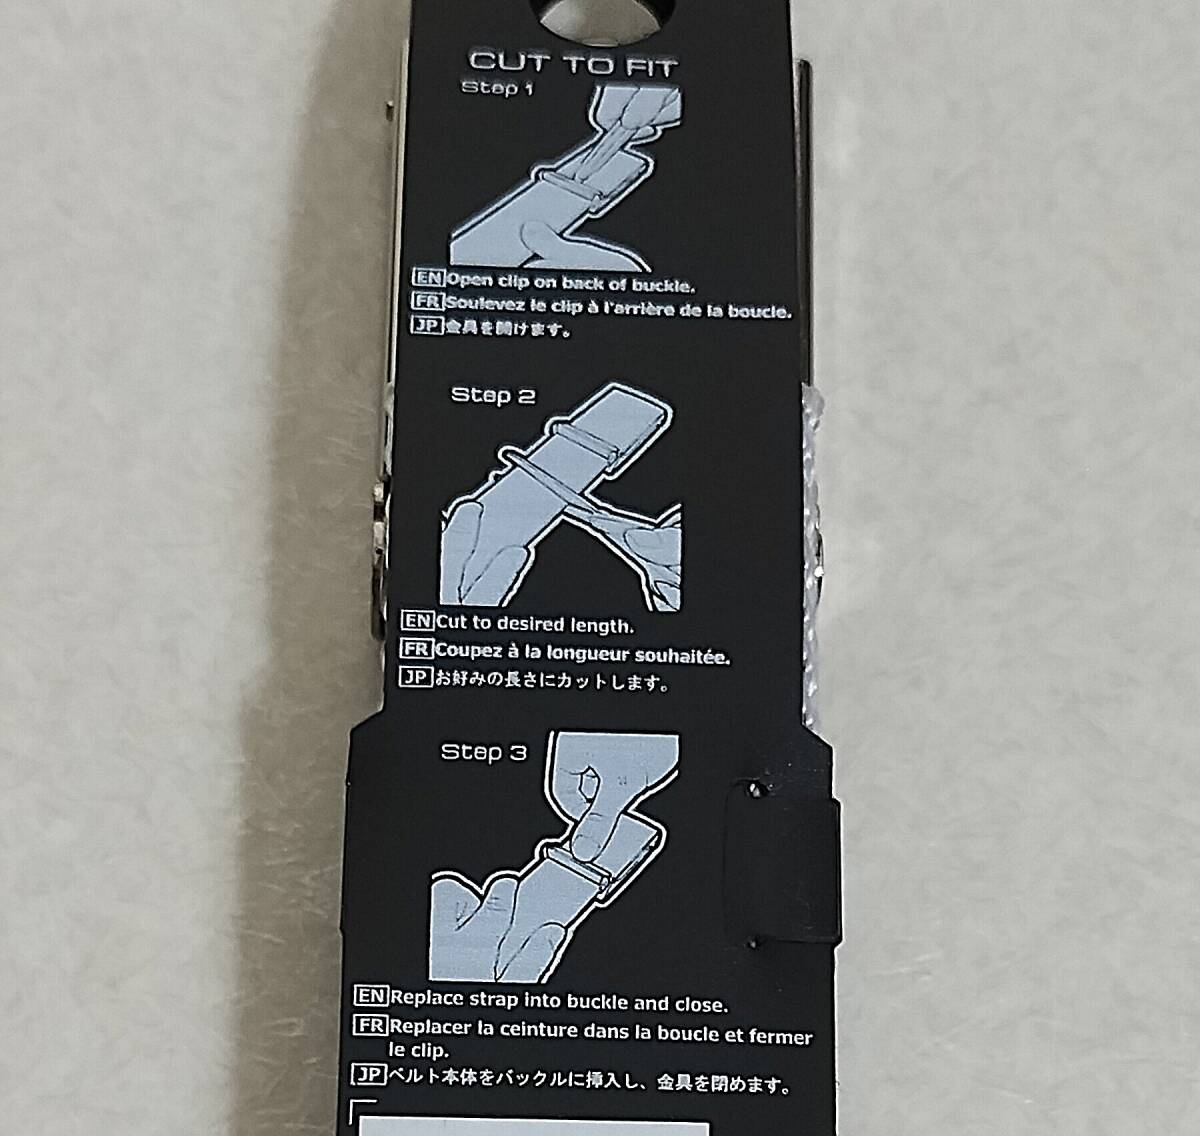 CUT TO FIT
Step 1
EN Open clip on back of buckle.
FR Soulevez le clip à l'arrière de la boucle.
JP 金具を開けます。
Step 2
EN Cut to desired length.
FR Coupez à la longueur souhaitée.
JP お好みの長さにカットします。
Step 3
EN Replace strap into buckle and close.
FR Replacer la ceinture dans la boucle et fermer
le clip.
JP ベルト本体をバックルに挿入し、金具を閉めます。